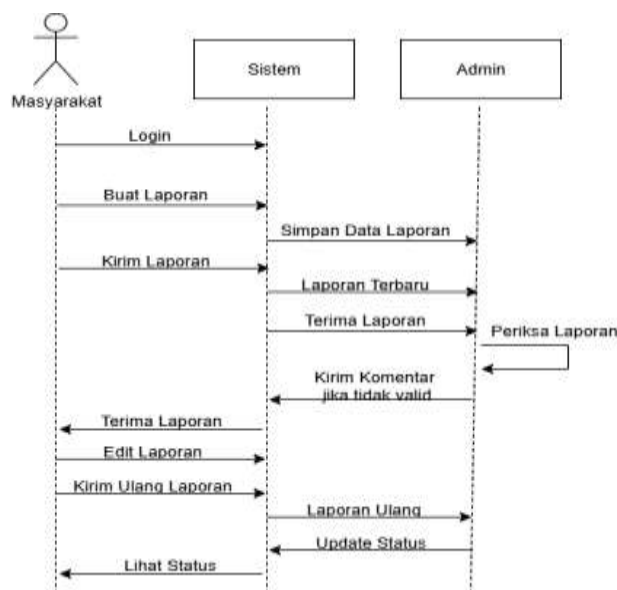 Sistem
Admin
Masyarakat
Login
Buat Laporan
Simpan Data Laporan
Kirim Laporan
Laporan Terbaru
Terima Laporan
Periksa Laporan
Kirim Komentar
jika tidak valid
Terima Laporan
Edit Laporan
Kirim Ulang Laporan
Laporan Ulang
Update Status
Lihat Status